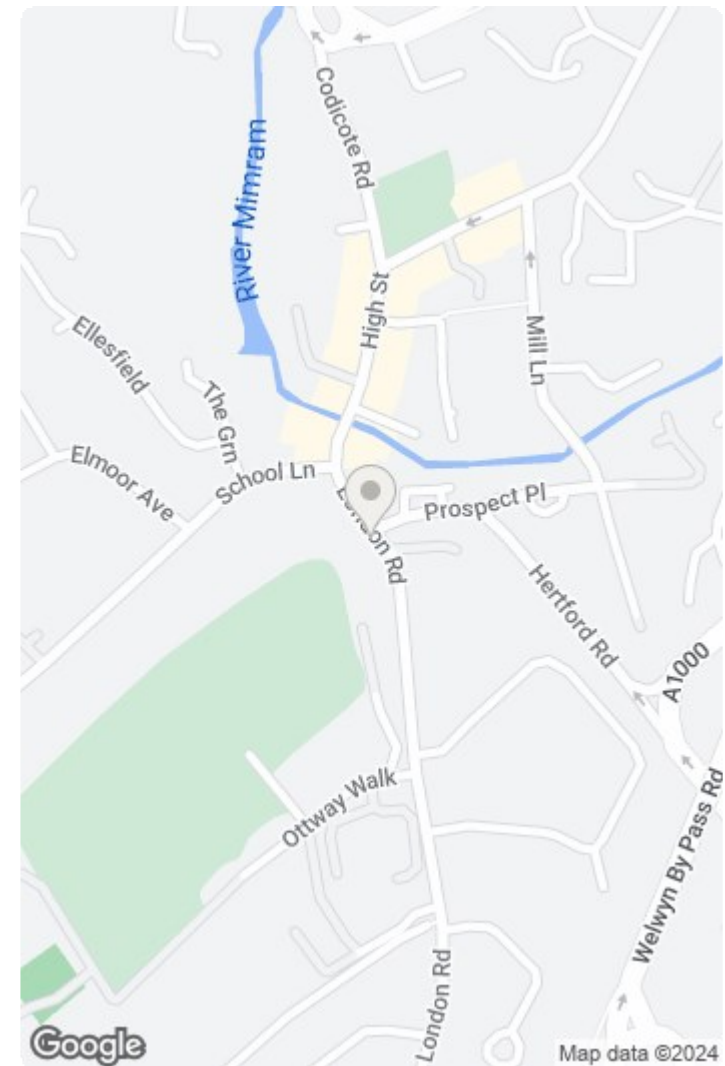 Codicote Rd
River Mimram
High St
Mill Ln
Ellesfield
The Grn
Elmoor Ave
School Ln
London Rd
Prospect Pl
Hertford Rd
A1000
Ottway Walk
Welwyn By Pass Rd
London Rd
Google
Map data ©2024